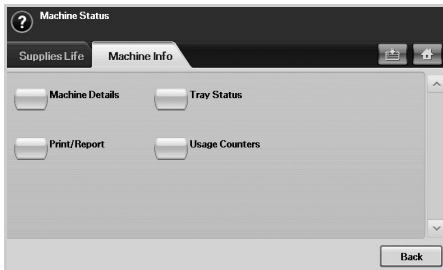 ?
Machine Status
Supplies Life Machine Info
Machine Details Tray Status
Print/Report Usage Counters
Back